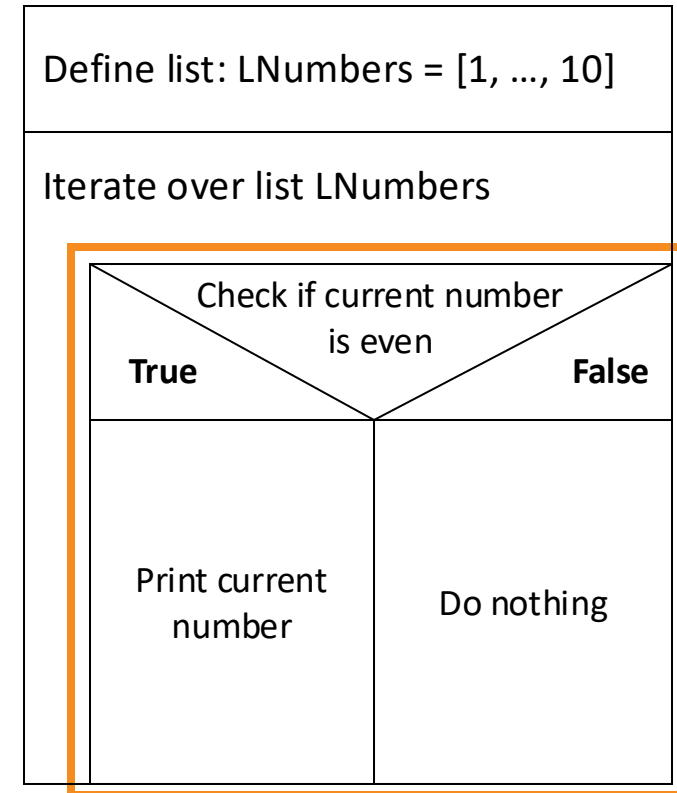 Define list: LNumbers = [1, …, 10]
Iterate over list LNumbers
Check if current number
is even
True
False
Print current
number
Do nothing